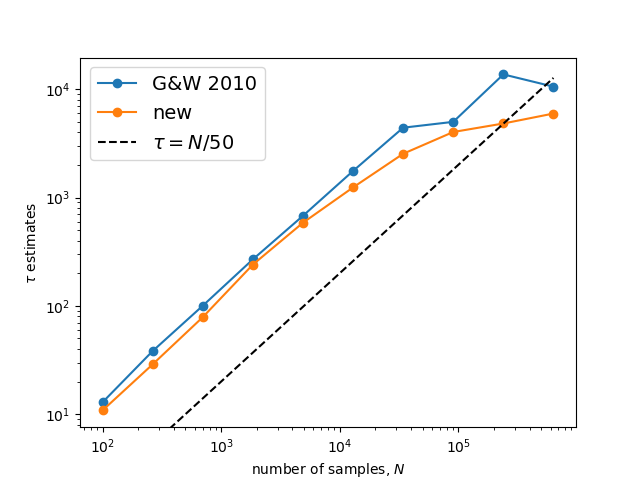 G&W 2010
new
τ = N/50
10⁴
10³
10²
10¹
τ estimates
10² 10³ 10⁴ 10⁵
number of samples, N